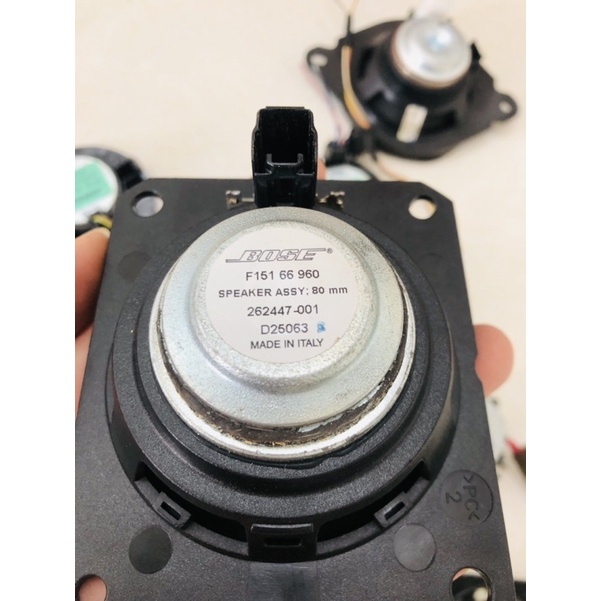 BOSE®
F151 66 960
SPEAKER ASSY; 80 mm
262447-001
D25063
MADE IN ITALY
>PC<
2